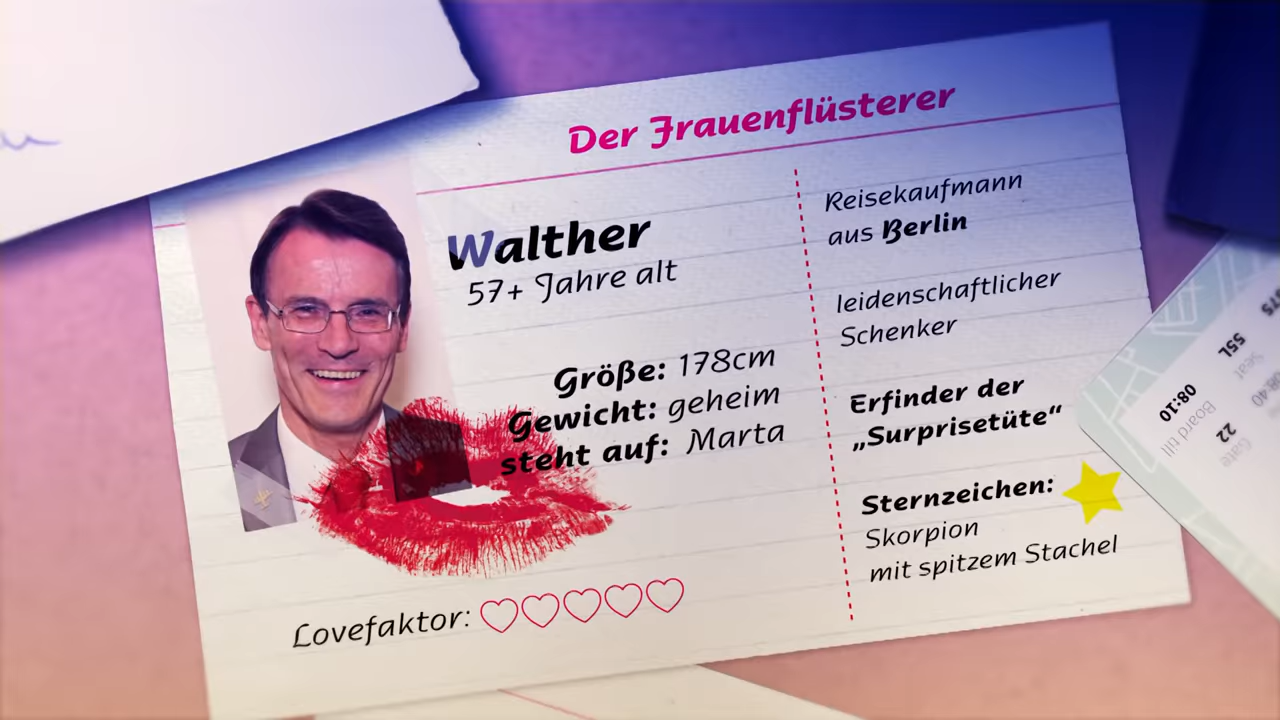 Der Frauenflüsterer
Walther
57+ Jahre alt
Größe: 178cm
Gewicht: geheim
steht auf: Marta
Lovefaktor:
Reisekaufmann
aus Berlin
leidenschaftlicher
Schenker
Erfinder der
„Surprisetüte“
Sternzeichen:
Skorpion
mit spitzem Stachel
55L
Seat
08:10
Board till
22
Gate